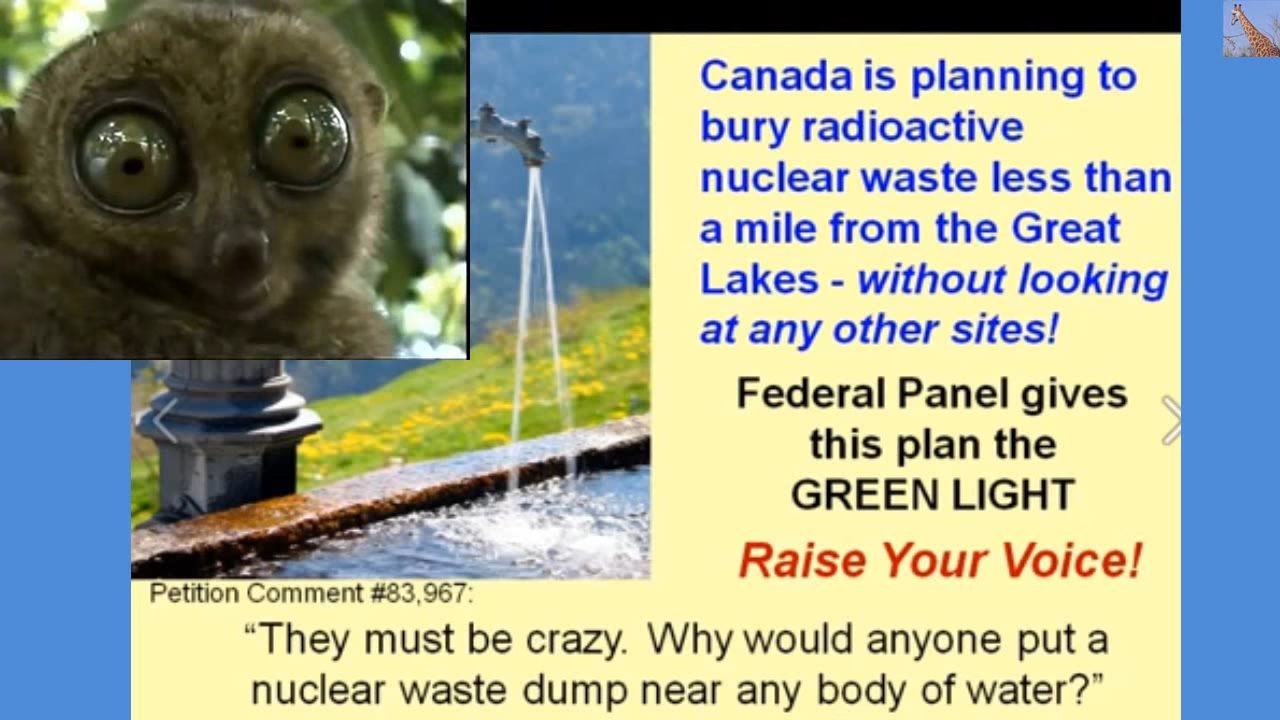 Canada is planning to
bury radioactive
nuclear waste less than
a mile from the Great
Lakes - without looking
at any other sites!
Federal Panel gives
this plan the
GREEN LIGHT
Raise Your Voice!
Petition Comment #83,967:
“They must be crazy. Why would anyone put a
nuclear waste dump near any body of water?”